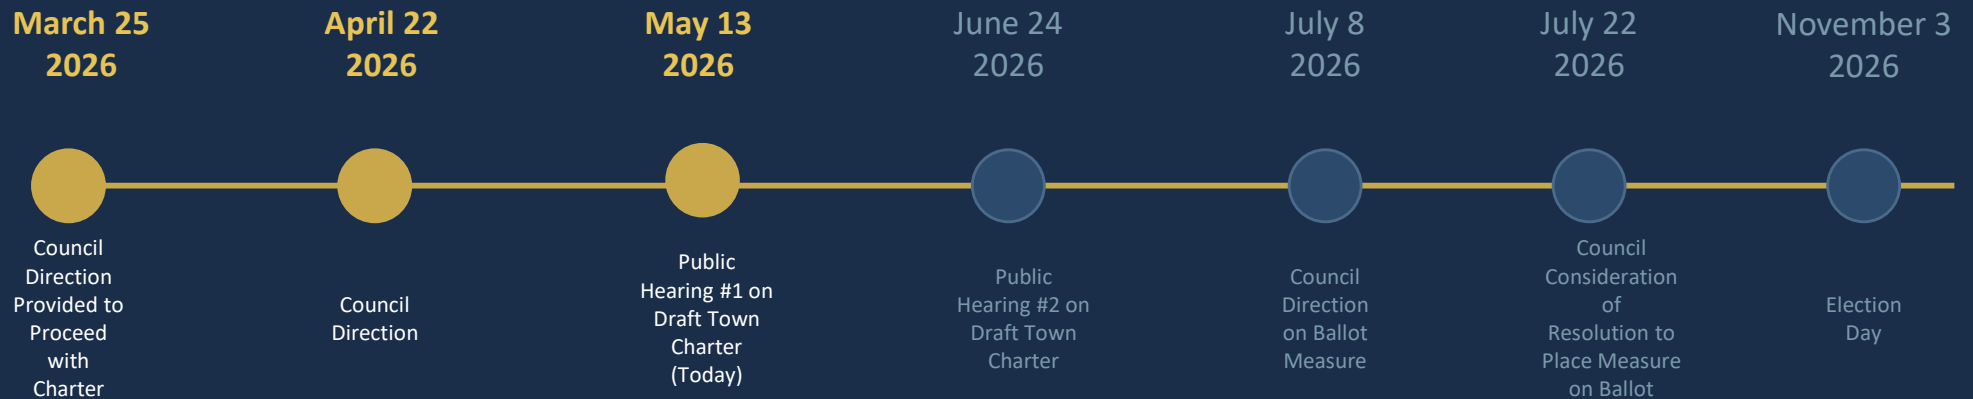 March 25
2026
April 22
2026
May 13
2026
June 24
2026
July 8
2026
July 22
2026
November 3
2026
Council
Direction
Provided to
Proceed
with
Charter
Council
Direction
Public
Hearing #1 on
Draft Town
Charter
(Today)
Public
Hearing #2 on
Draft Town
Charter
Council
Direction
on Ballot
Measure
Council
Consideration
of
Resolution to
Place Measure
on Ballot
Election
Day